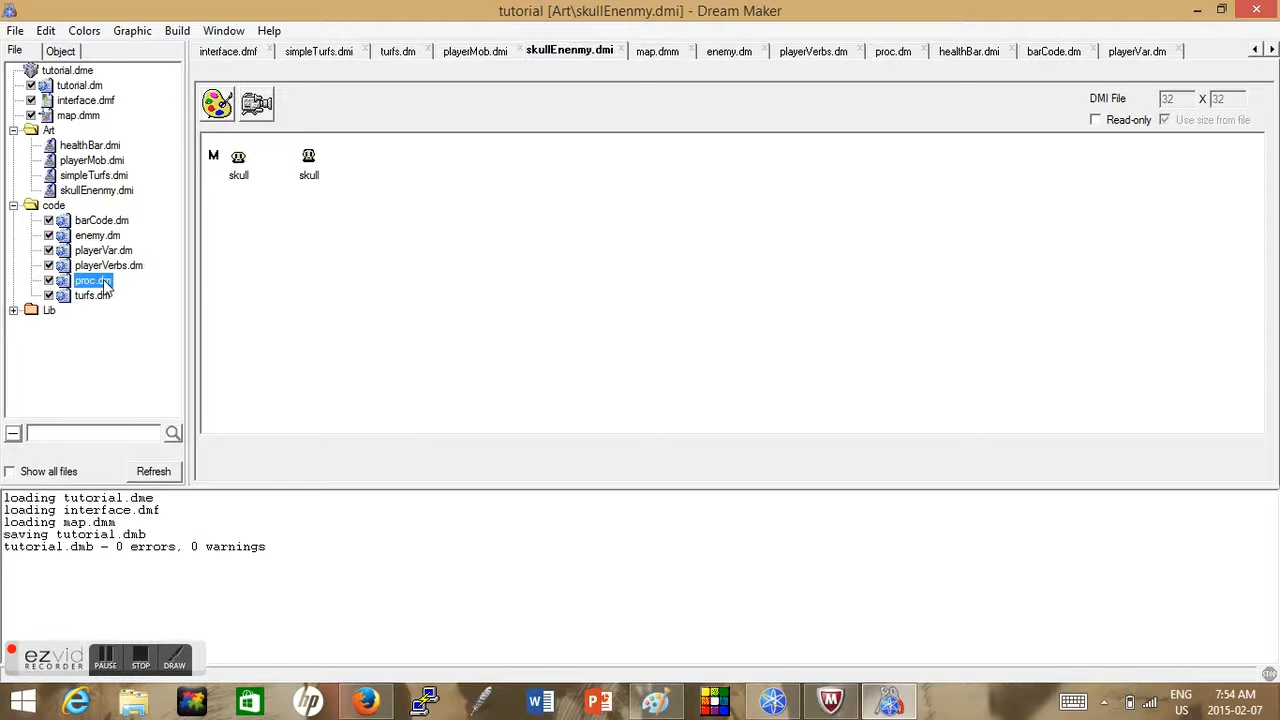 tutorial [Art\skullEnenmy.dmi] - Dream Maker
File Edit Colors Graphic Build Window Help
File Object
interface.dmf simpleTurfs.dmi turfs.dm playerMob.dmi skullEnenmy.dmi map.dmm enemy.dm playerVerbs.dm proc.dm healthBar.dmi barCode.dm playerVar.dm
tutorial.dme
tutorial.dm
interface.dmf
map.dmm
Art
healthBar.dmi
playerMob.dmi
simpleTurfs.dmi
skullEnenmy.dmi
code
barCode.dm
enemy.dm
playerVar.dm
playerVerbs.dm
proc.dm
turfs.dm
Lib
Show all files Refresh
DMI File 32 X 32
Read-only Use size from file
M
skull skull
loading tutorial.dme
loading interface.dmf
loading map.dmm
saving tutorial.dmb
tutorial.dmb - 0 errors, 0 warnings
ezvid
RECORDER
PAUSE STOP DRAW
ENG
US
7:54 AM
2015-02-07